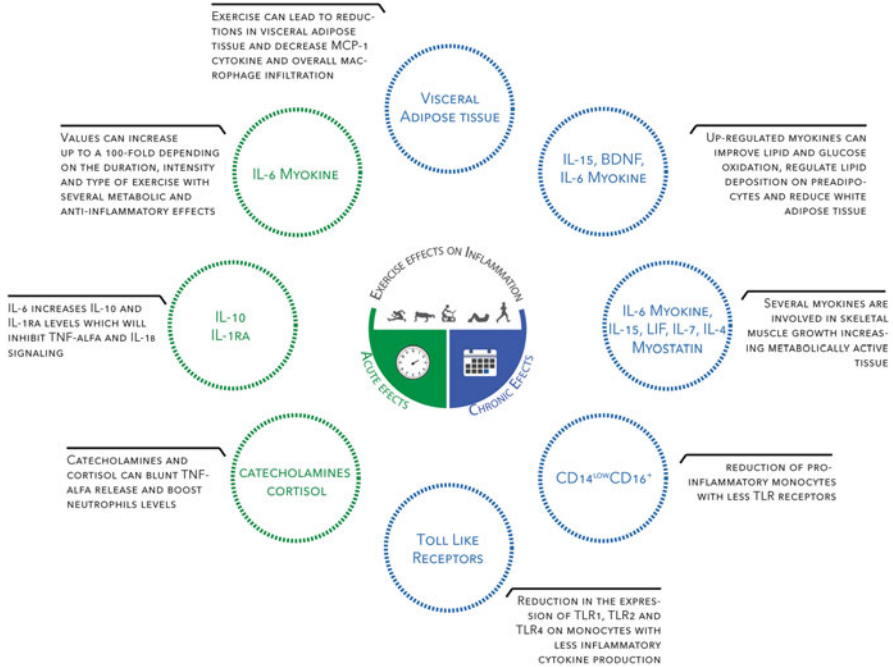 Exercise can lead to reduc-
tions in visceral adipose
tissue and decrease MCP-1
cytokine and overall mac-
rophage infiltration
Visceral
Adipose tissue
Values can increase
up to a 100-fold depending
on the duration, intensity
and type of exercise with
several metabolic and
anti-inflammatory effects
IL-6 Myokine
IL-15, BDNF,
IL-6 Myokine
Up-regulated myokines can
improve lipid and glucose
oxidation, regulate lipid
deposition on preadipo-
cytes and reduce white
adipose tissue
Exercise effects on Inflammation
Acute efects
Chronic Efects
IL-6 increases IL-10 and
IL-1ra levels which will
inhibit TNF-alfa and IL-1B
signaling
IL-10
IL-1ra
IL-6 Myokine,
IL-15, LIF, IL-7, IL-4
Myostatin
Several myokines are
involved in skeletal
muscle growth increas-
ing metabolically active
tissue
Catecholamines and
cortisol can blunt TNF-
alfa release and boost
neutrophils levels
catecholamines
cortisol
CD14LOWCD16+
reduction of pro-
inflammatory monocytes
with less TLR receptors
Toll Like
Receptors
Reduction in the expres-
sion of TLR1, TLR2 and
TLR4 on monocytes with
less inflammatory
cytokine production